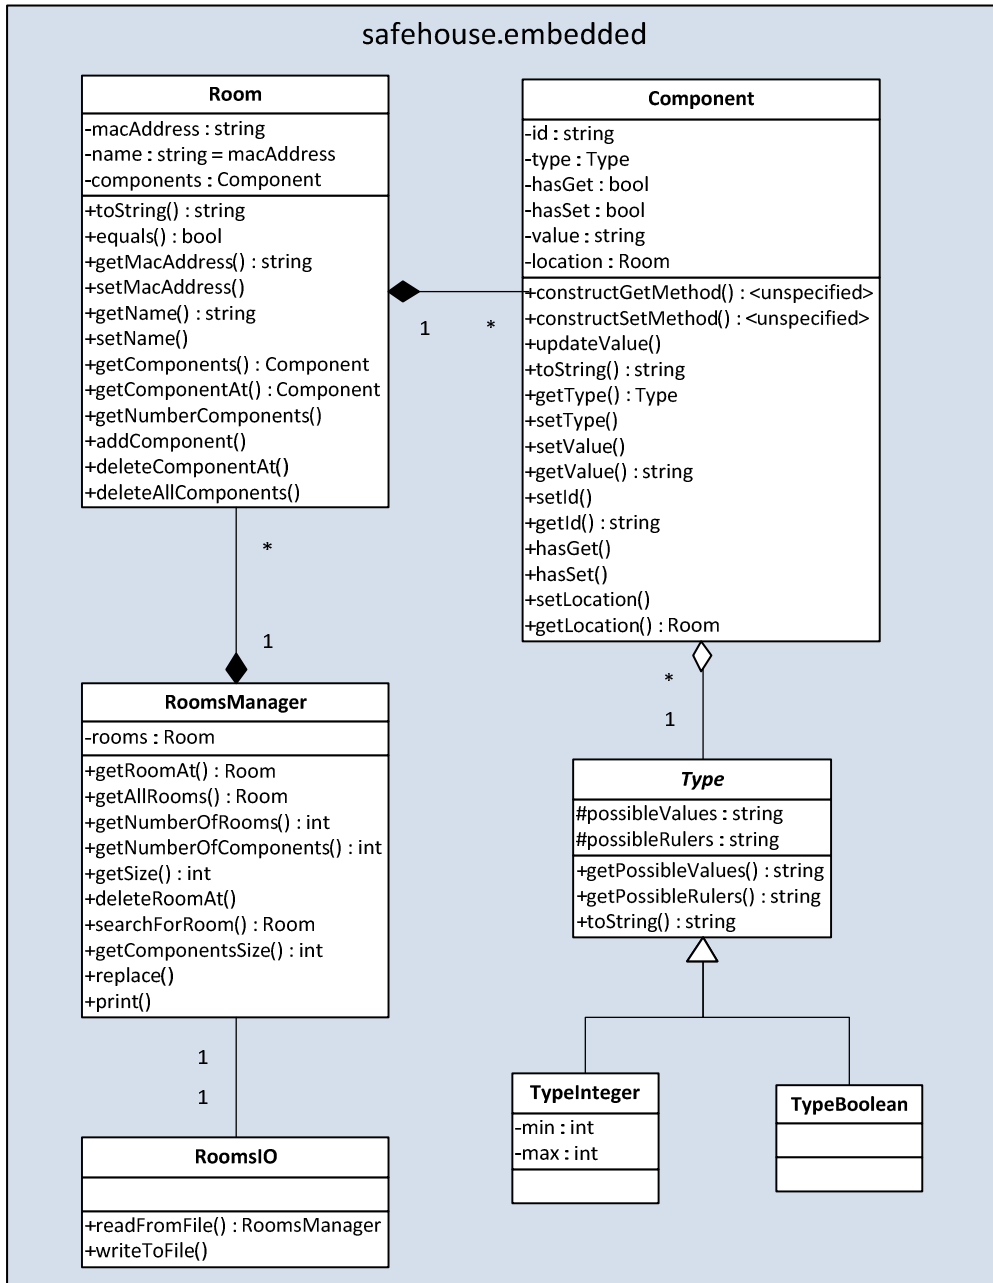 safehouse.embedded
Room
-macAddress : string
-name : string = macAddress
-components : Component
+toString() : string
+equals() : bool
+getMacAddress() : string
+setMacAddress()
+getName() : string
+setName()
+getComponents() : Component
+getComponentAt() : Component
+getNumberComponents()
+addComponent()
+deleteComponentAt()
+deleteAllComponents()
1
*
Component
-id : string
-type : Type
-hasGet : bool
-hasSet : bool
-value : string
-location : Room
+constructGetMethod() : <unspecified>
+constructSetMethod() : <unspecified>
+updateValue()
+toString() : string
+getType() : Type
+setType()
+setValue()
+getValue() : string
+setId()
+getId() : string
+hasGet()
+hasSet()
+setLocation()
+getLocation() : Room
*
1
RoomsManager
-rooms : Room
+getRoomAt() : Room
+getAllRooms() : Room
+getNumberOfRooms() : int
+getNumberOfComponents() : int
+getSize() : int
+deleteRoomAt()
+searchForRoom() : Room
+getComponentsSize() : int
+replace()
+print()
*
1
Type
#possibleValues : string
#possibleRulers : string
+getPossibleValues() : string
+getPossibleRulers() : string
+toString() : string
1
1
RoomsIO
+readFromFile() : RoomsManager
+writeToFile()
TypeInteger
-min : int
-max : int
TypeBoolean